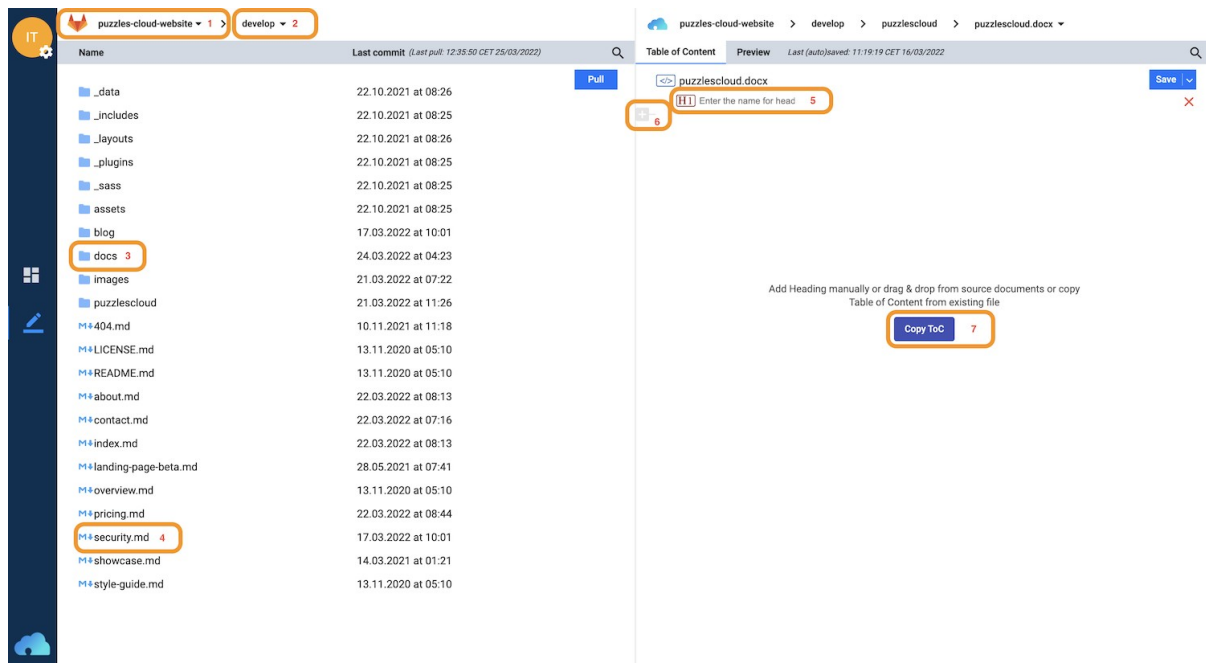 IT
puzzles-cloud-website 1 > develop 2
puzzles-cloud-website > develop > puzzlescloud > puzzlescloud.docx
Name Last commit (Last pull: 12:35:50 CET 25/03/2022)
Table of Content Preview Last (auto)saved: 11:19:19 CET 16/03/2022
Pull
</> puzzlescloud.docx Save
H1 Enter the name for head 5
6
_data 22.10.2021 at 08:26
_includes 22.10.2021 at 08:25
_layouts 22.10.2021 at 08:26
_plugins 22.10.2021 at 08:25
_sass 22.10.2021 at 08:25
assets 22.10.2021 at 08:25
blog 17.03.2022 at 10:01
docs 3 24.03.2022 at 04:23
images 21.03.2022 at 07:22
puzzlescloud 21.03.2022 at 11:26
M 404.md 10.11.2021 at 11:18
M LICENSE.md 13.11.2020 at 05:10
M README.md 13.11.2020 at 05:10
M about.md 22.03.2022 at 08:13
M contact.md 22.03.2022 at 07:16
M index.md 22.03.2022 at 08:13
M landing-page-beta.md 28.05.2021 at 07:41
M overview.md 13.11.2020 at 05:10
M pricing.md 22.03.2022 at 08:44
M security.md 4 17.03.2022 at 10:01
M showcase.md 14.03.2021 at 01:21
M style-guide.md 13.11.2020 at 05:10
Add Heading manually or drag & drop from source documents or copy
Table of Content from existing file
Copy ToC 7